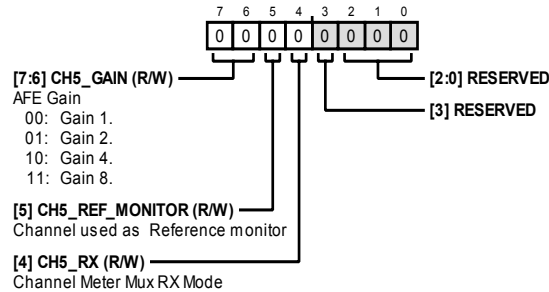 7 6 5 4 3 2 1 0
0 0 0 0 0 0 0 0
[7:6] CH5_GAIN (R/W)
AFE Gain
00: Gain 1.
01: Gain 2.
10: Gain 4.
11: Gain 8.
[5] CH5_REF_MONITOR (R/W)
Channel used as Reference monitor
[4] CH5_RX (R/W)
Channel Meter Mux RX Mode
[2:0] RESERVED
[3] RESERVED